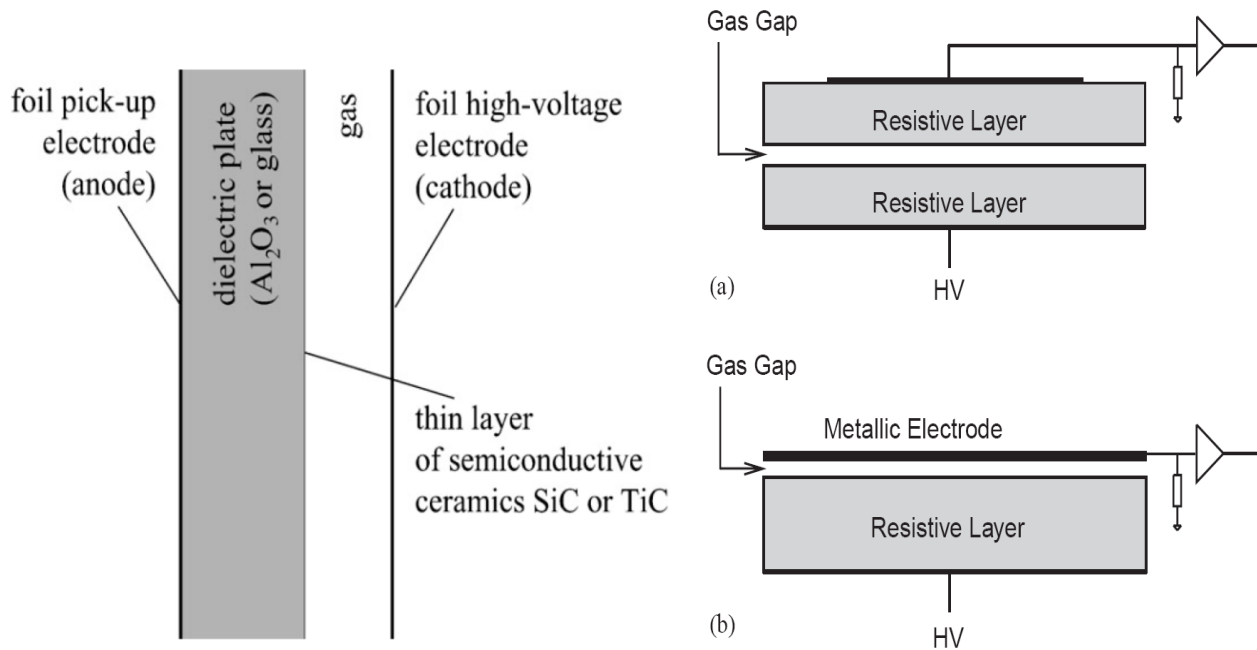 foil pick-up
electrode
(anode)
dielectric plate
(Al₂O₃ or glass)
gas
foil high-voltage
electrode
(cathode)
thin layer
of semiconductive
ceramics SiC or TiC
Gas Gap
Resistive Layer
Resistive Layer
(a)
HV
Gas Gap
Metallic Electrode
Resistive Layer
(b)
HV